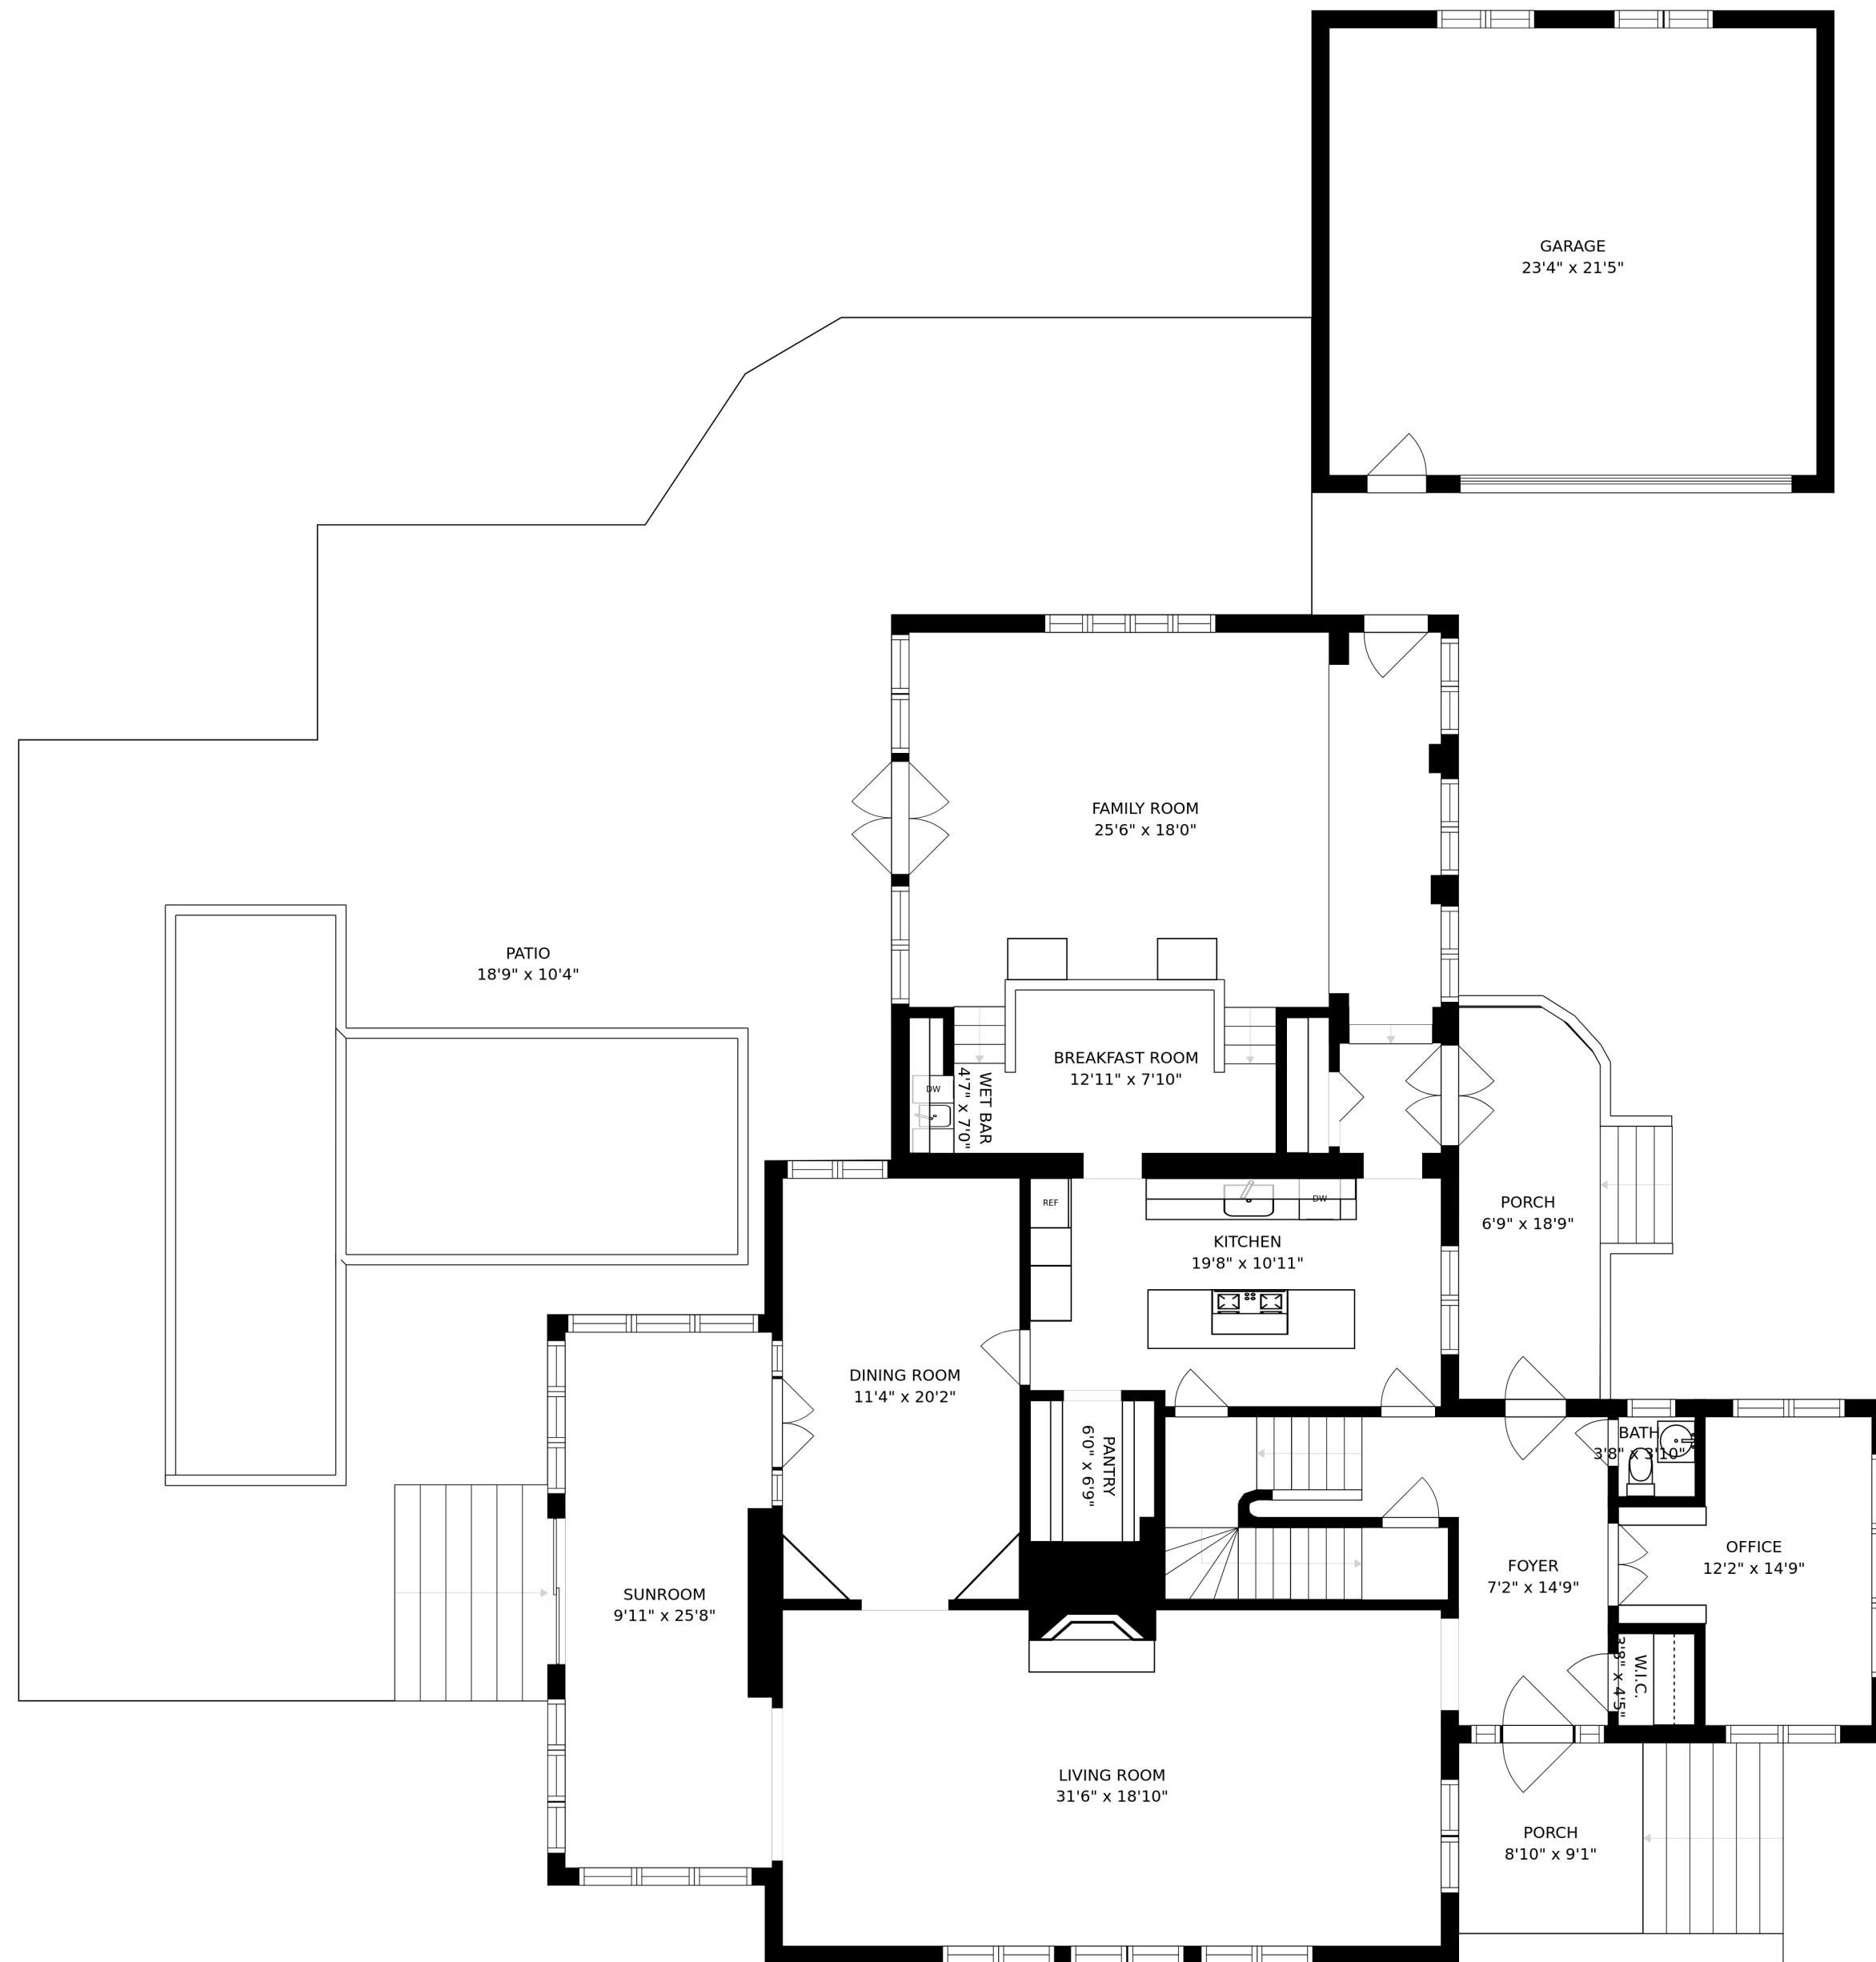 GARAGE
23'4" x 21'5"
FAMILY ROOM
25'6" x 18'0"
PATIO
18'9" x 10'4"
BREAKFAST ROOM
12'11" x 7'10"
DW
WET BAR
4'7" x 7'0"
REF
DW
PORCH
6'9" x 18'9"
KITCHEN
19'8" x 10'11"
DINING ROOM
11'4" x 20'2"
PANTRY
6'0" x 6'9"
BATH
3'8" x 3'10"
OFFICE
12'2" x 14'9"
FOYER
7'2" x 14'9"
SUNROOM
9'11" x 25'8"
W.I.C.
3'8" x 4'5"
LIVING ROOM
31'6" x 18'10"
PORCH
8'10" x 9'1"